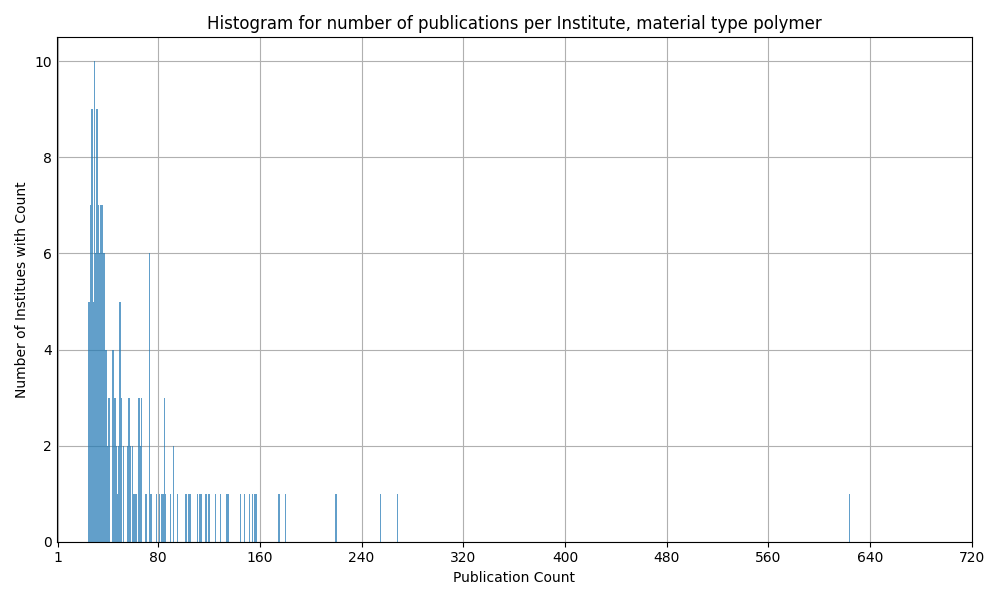 Histogram for number of publications per Institute, material type polymer
10
8
6
4
2
0
Number of Institues with Count
1 80 160 240 320 400 480 560 640 720
Publication Count